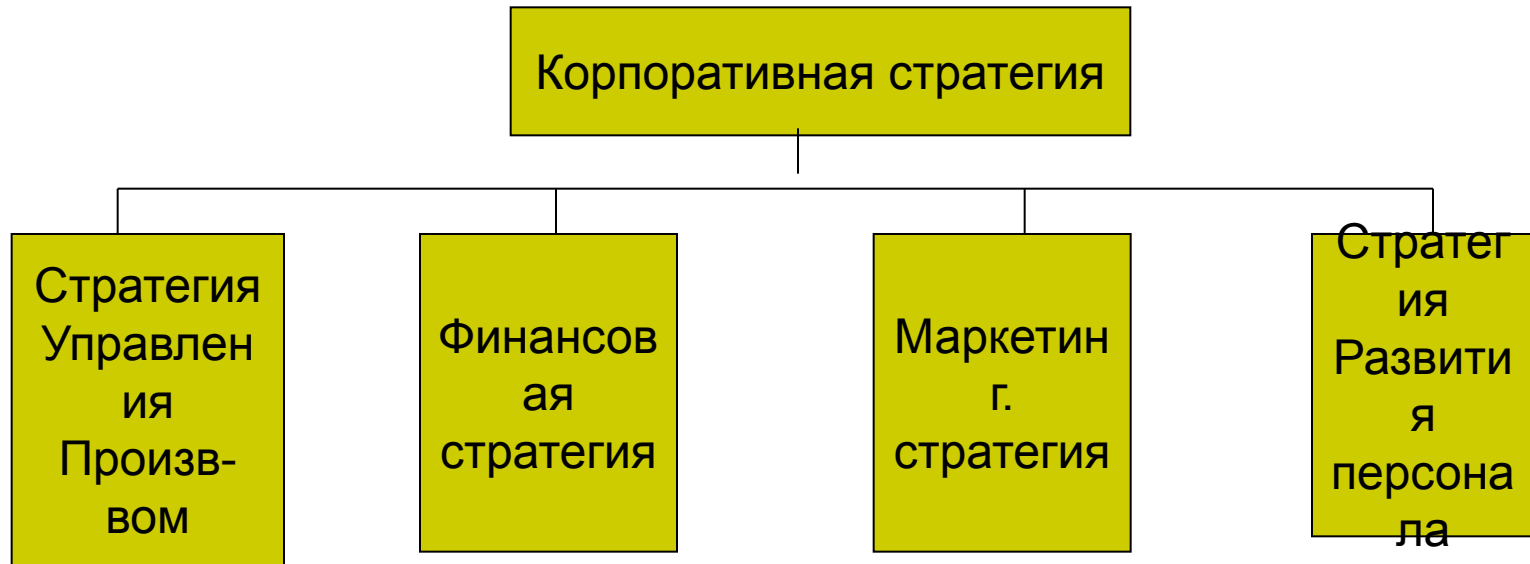 Корпоративная стратегия
Стратегия
Управлен
ия
Произв-
вом
Финансов
ая
стратегия
Маркетин
г.
стратегия
Стратег
ия
Развити
я
персона
ла